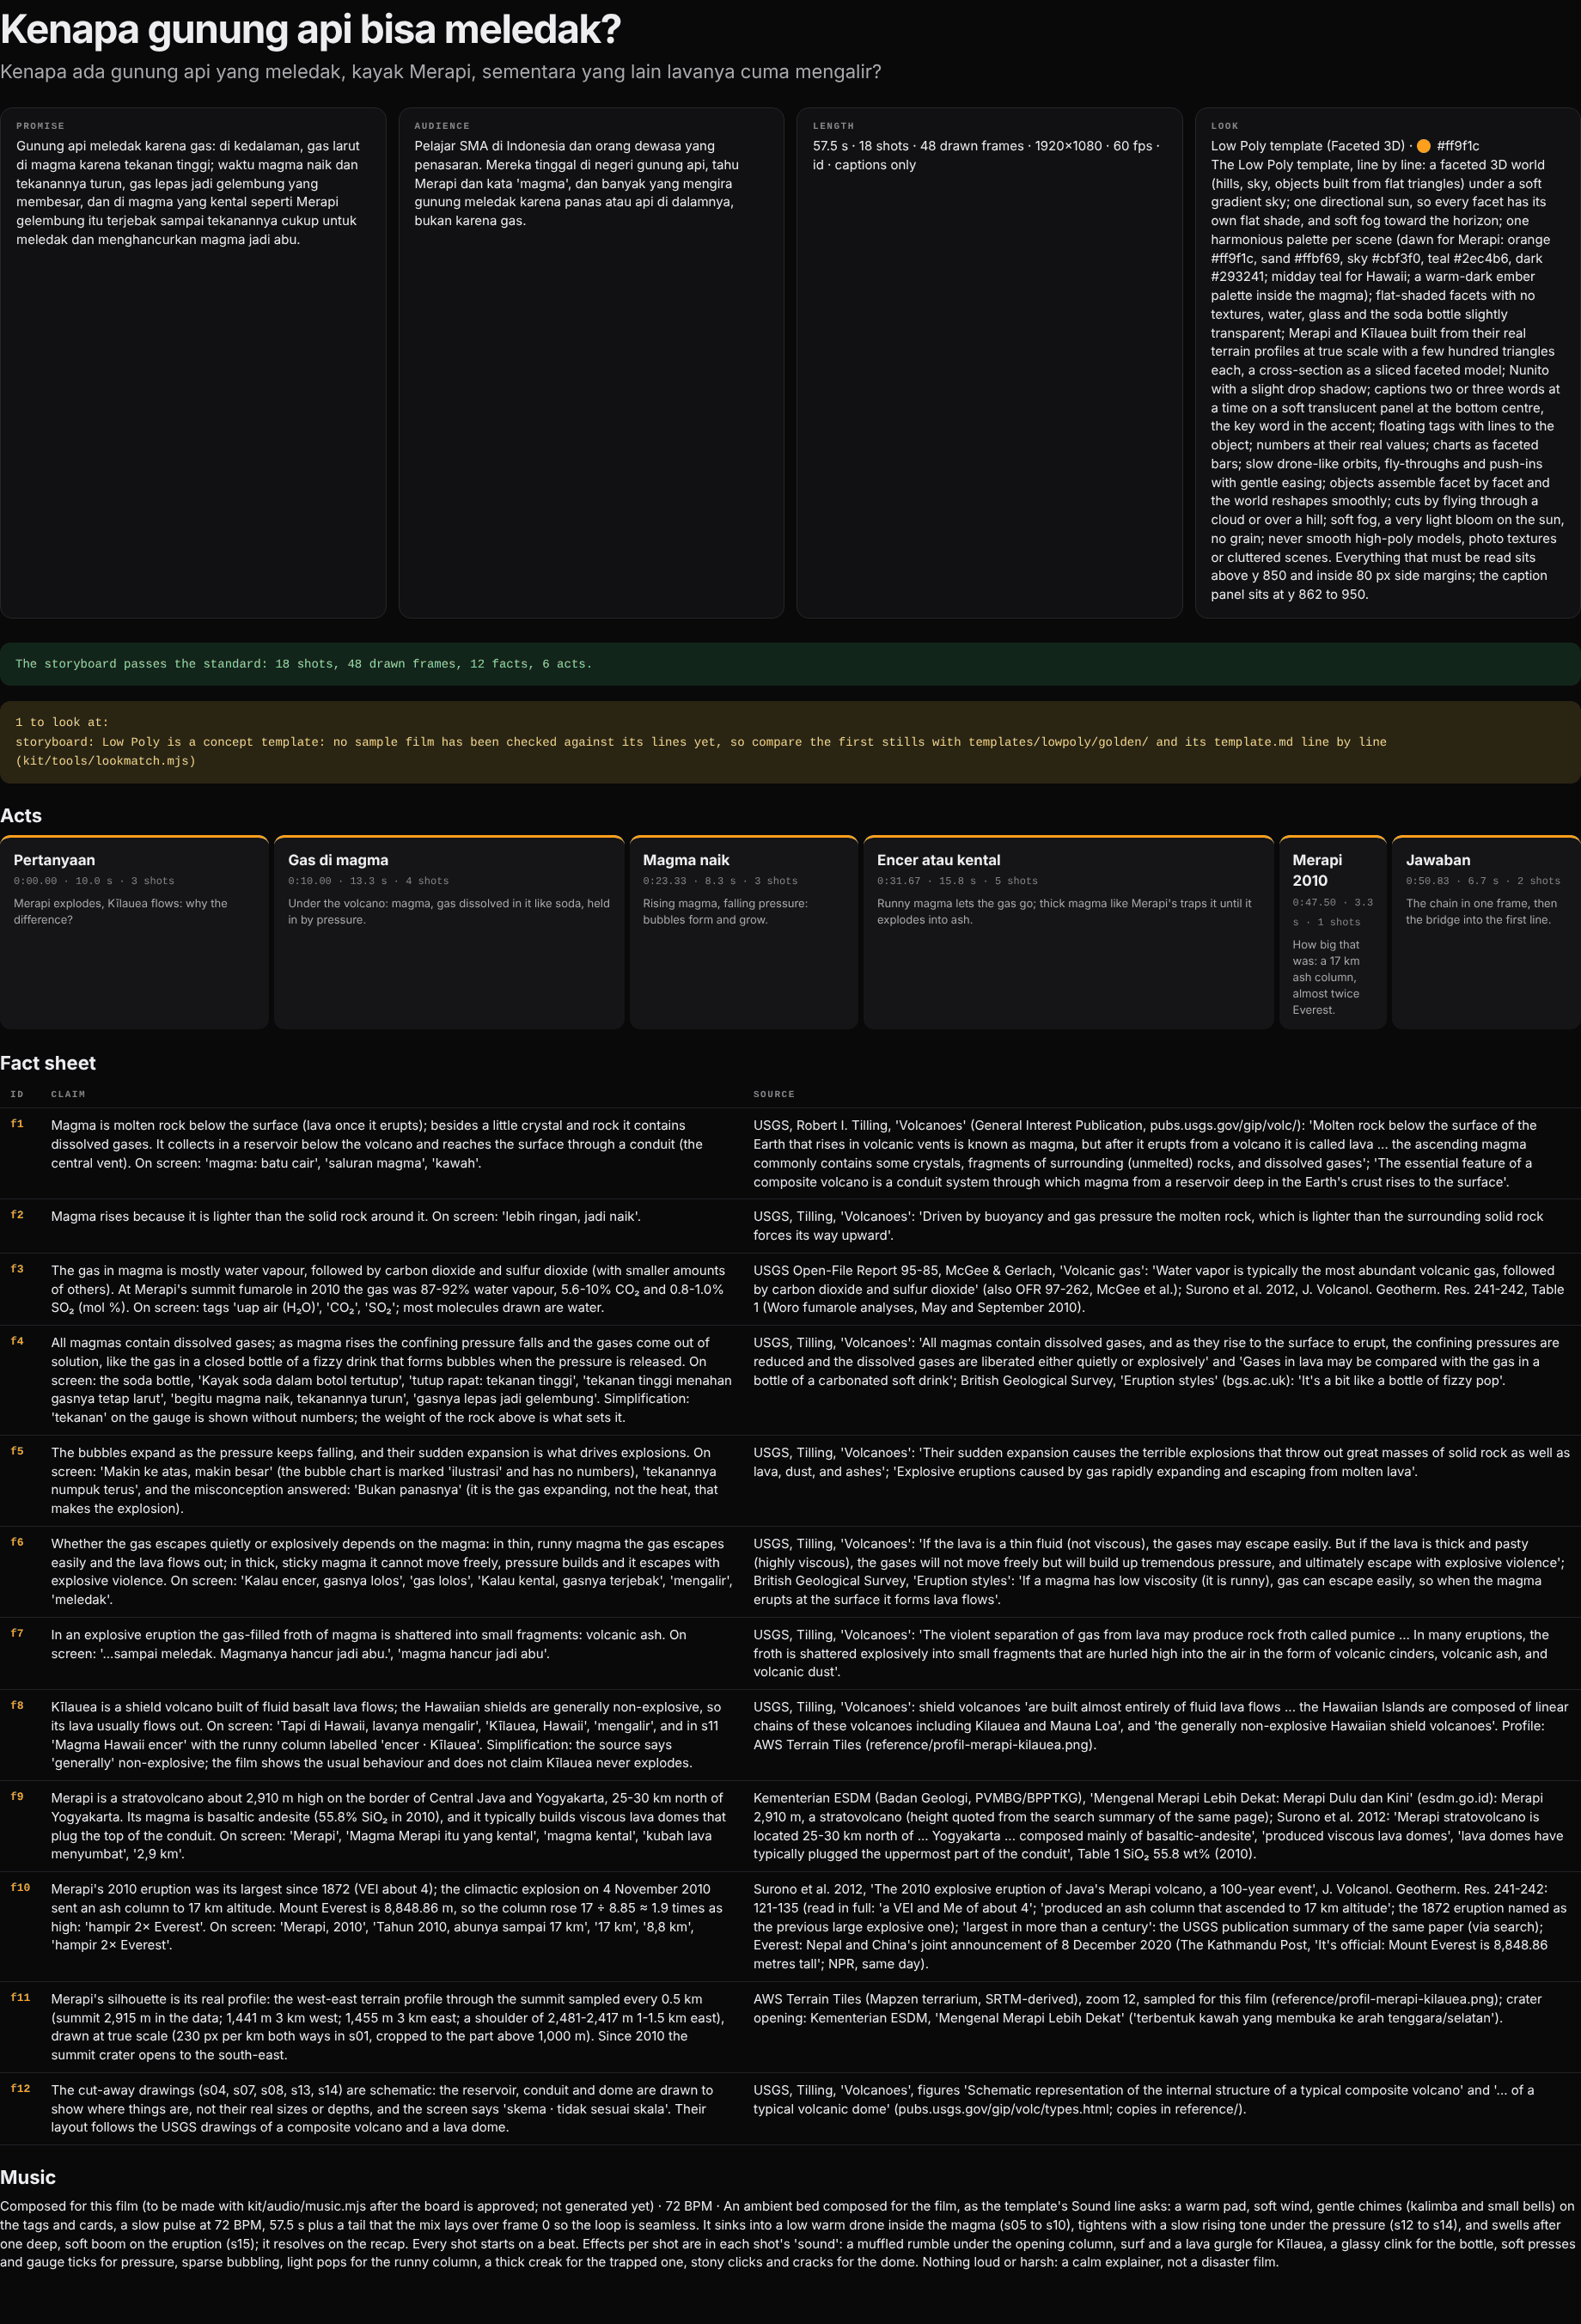 Kenapa gunung api bisa meledak?
Kenapa ada gunung api yang meledak, kayak Merapi, sementara yang lain lavanya cuma mengalir?
PROMISE
Gunung api meledak karena gas: di kedalaman, gas larut
di magma karena tekanan tinggi; waktu magma naik dan
tekanannya turun, gas lepas jadi gelembung yang
membesar, dan di magma yang kental seperti Merapi
gelembung itu terjebak sampai tekanannya cukup untuk
meledak dan menghancurkan magma jadi abu.
AUDIENCE
Pelajar SMA di Indonesia dan orang dewasa yang
penasaran. Mereka tinggal di negeri gunung api, tahu
Merapi dan kata 'magma', dan banyak yang mengira
gunung meledak karena panas atau api di dalamnya,
bukan karena gas.
LENGTH
57.5 s · 18 shots · 48 drawn frames · 1920×1080 · 60 fps ·
id · captions only
LOOK
Low Poly template (Faceted 3D) · #ff9f1c
The Low Poly template, line by line: a faceted 3D world
(hills, sky, objects built from flat triangles) under a soft
gradient sky; one directional sun, so every facet has its
own flat shade, and soft fog toward the horizon; one
harmonious palette per scene (dawn for Merapi: orange
#ff9f1c, sand #ffbf69, sky #cbf3f0, teal #2ec4b6, dark
#293241; midday teal for Hawaii; a warm-dark ember
palette inside the magma); flat-shaded facets with no
textures, water, glass and the soda bottle slightly
transparent; Merapi and Kīlauea built from their real
terrain profiles at true scale with a few hundred triangles
each, a cross-section as a sliced faceted model; Nunito
with a slight drop shadow; captions two or three words at
a time on a soft translucent panel at the bottom centre,
the key word in the accent; floating tags with lines to the
object; numbers at their real values; charts as faceted
bars; slow drone-like orbits, fly-throughs and push-ins
with gentle easing; objects assemble facet by facet and
the world reshapes smoothly; cuts by flying through a
cloud or over a hill; soft fog, a very light bloom on the sun,
no grain; never smooth high-poly models, photo textures
or cluttered scenes. Everything that must be read sits
above y 850 and inside 80 px side margins; the caption
panel sits at y 862 to 950.
The storyboard passes the standard: 18 shots, 48 drawn frames, 12 facts, 6 acts.
1 to look at:
storyboard: Low Poly is a concept template: no sample film has been checked against its lines yet, so compare the first stills with templates/lowpoly/golden/ and its template.md line by line
(kit/tools/lookmatch.mjs)
Acts
Pertanyaan
0:00.00 · 10.0 s · 3 shots
Merapi explodes, Kīlauea flows: why the
difference?
Gas di magma
0:10.00 · 13.3 s · 4 shots
Under the volcano: magma, gas dissolved in it like soda, held
in by pressure.
Magma naik
0:23.33 · 8.3 s · 3 shots
Rising magma, falling pressure:
bubbles form and grow.
Encer atau kental
0:31.67 · 15.8 s · 5 shots
Runny magma lets the gas go; thick magma like Merapi's traps it until it
explodes into ash.
Merapi
2010
0:47.50 · 3.3
s · 1 shots
How big that
was: a 17 km
ash column,
almost twice
Everest.
Jawaban
0:50.83 · 6.7 s · 2 shots
The chain in one frame, then
the bridge into the first line.
Fact sheet
ID CLAIM SOURCE
f1
Magma is molten rock below the surface (lava once it erupts); besides a little crystal and rock it contains
dissolved gases. It collects in a reservoir below the volcano and reaches the surface through a conduit (the
central vent). On screen: 'magma: batu cair', 'saluran magma', 'kawah'.
USGS, Robert I. Tilling, 'Volcanoes' (General Interest Publication, pubs.usgs.gov/gip/volc/): 'Molten rock below the surface of the
Earth that rises in volcanic vents is known as magma, but after it erupts from a volcano it is called lava ... the ascending magma
commonly contains some crystals, fragments of surrounding (unmelted) rocks, and dissolved gases'; 'The essential feature of a
composite volcano is a conduit system through which magma from a reservoir deep in the Earth's crust rises to the surface'.
f2
Magma rises because it is lighter than the solid rock around it. On screen: 'lebih ringan, jadi naik'.
USGS, Tilling, 'Volcanoes': 'Driven by buoyancy and gas pressure the molten rock, which is lighter than the surrounding solid rock
forces its way upward'.
f3
The gas in magma is mostly water vapour, followed by carbon dioxide and sulfur dioxide (with smaller amounts
of others). At Merapi's summit fumarole in 2010 the gas was 87-92% water vapour, 5.6-10% CO₂ and 0.8-1.0%
SO₂ (mol %). On screen: tags 'uap air (H₂O)', 'CO₂', 'SO₂'; most molecules drawn are water.
USGS Open-File Report 95-85, McGee & Gerlach, 'Volcanic gas': 'Water vapor is typically the most abundant volcanic gas, followed
by carbon dioxide and sulfur dioxide' (also OFR 97-262, McGee et al.); Surono et al. 2012, J. Volcanol. Geotherm. Res. 241-242, Table
1 (Woro fumarole analyses, May and September 2010).
f4
All magmas contain dissolved gases; as magma rises the confining pressure falls and the gases come out of
solution, like the gas in a closed bottle of a fizzy drink that forms bubbles when the pressure is released. On
screen: the soda bottle, 'Kayak soda dalam botol tertutup', 'tutup rapat: tekanan tinggi', 'tekanan tinggi menahan
gasnya tetap larut', 'begitu magma naik, tekanannya turun', 'gasnya lepas jadi gelembung'. Simplification:
'tekanan' on the gauge is shown without numbers; the weight of the rock above is what sets it.
USGS, Tilling, 'Volcanoes': 'All magmas contain dissolved gases, and as they rise to the surface to erupt, the confining pressures are
reduced and the dissolved gases are liberated either quietly or explosively' and 'Gases in lava may be compared with the gas in a
bottle of a carbonated soft drink'; British Geological Survey, 'Eruption styles' (bgs.ac.uk): 'It's a bit like a bottle of fizzy pop'.
f5
The bubbles expand as the pressure keeps falling, and their sudden expansion is what drives explosions. On
screen: 'Makin ke atas, makin besar' (the bubble chart is marked 'ilustrasi' and has no numbers), 'tekanannya
numpuk terus', and the misconception answered: 'Bukan panasnya' (it is the gas expanding, not the heat, that
makes the explosion).
USGS, Tilling, 'Volcanoes': 'Their sudden expansion causes the terrible explosions that throw out great masses of solid rock as well as
lava, dust, and ashes'; 'Explosive eruptions caused by gas rapidly expanding and escaping from molten lava'.
f6
Whether the gas escapes quietly or explosively depends on the magma: in thin, runny magma the gas escapes
easily and the lava flows out; in thick, sticky magma it cannot move freely, pressure builds and it escapes with
explosive violence. On screen: 'Kalau encer, gasnya lolos', 'gas lolos', 'Kalau kental, gasnya terjebak', 'mengalir',
'meledak'.
USGS, Tilling, 'Volcanoes': 'If the lava is a thin fluid (not viscous), the gases may escape easily. But if the lava is thick and pasty
(highly viscous), the gases will not move freely but will build up tremendous pressure, and ultimately escape with explosive violence';
British Geological Survey, 'Eruption styles': 'If a magma has low viscosity (it is runny), gas can escape easily, so when the magma
erupts at the surface it forms lava flows'.
f7
In an explosive eruption the gas-filled froth of magma is shattered into small fragments: volcanic ash. On
screen: '...sampai meledak. Magmanya hancur jadi abu.', 'magma hancur jadi abu'.
USGS, Tilling, 'Volcanoes': 'The violent separation of gas from lava may produce rock froth called pumice ... In many eruptions, the
froth is shattered explosively into small fragments that are hurled high into the air in the form of volcanic cinders, volcanic ash, and
volcanic dust'.
f8
Kīlauea is a shield volcano built of fluid basalt lava flows; the Hawaiian shields are generally non-explosive, so
its lava usually flows out. On screen: 'Tapi di Hawaii, lavanya mengalir', 'Kīlauea, Hawaii', 'mengalir', and in s11
'Magma Hawaii encer' with the runny column labelled 'encer · Kīlauea'. Simplification: the source says
'generally' non-explosive; the film shows the usual behaviour and does not claim Kīlauea never explodes.
USGS, Tilling, 'Volcanoes': shield volcanoes 'are built almost entirely of fluid lava flows ... the Hawaiian Islands are composed of linear
chains of these volcanoes including Kilauea and Mauna Loa', and 'the generally non-explosive Hawaiian shield volcanoes'. Profile:
AWS Terrain Tiles (reference/profil-merapi-kilauea.png).
f9
Merapi is a stratovolcano about 2,910 m high on the border of Central Java and Yogyakarta, 25-30 km north of
Yogyakarta. Its magma is basaltic andesite (55.8% SiO₂ in 2010), and it typically builds viscous lava domes that
plug the top of the conduit. On screen: 'Merapi', 'Magma Merapi itu yang kental', 'magma kental', 'kubah lava
menyumbat', '2,9 km'.
Kementerian ESDM (Badan Geologi, PVMBG/BPPTKG), 'Mengenal Merapi Lebih Dekat: Merapi Dulu dan Kini' (esdm.go.id): Merapi
2,910 m, a stratovolcano (height quoted from the search summary of the same page); Surono et al. 2012: 'Merapi stratovolcano is
located 25-30 km north of ... Yogyakarta ... composed mainly of basaltic-andesite', 'produced viscous lava domes', 'lava domes have
typically plugged the uppermost part of the conduit', Table 1 SiO₂ 55.8 wt% (2010).
f10
Merapi's 2010 eruption was its largest since 1872 (VEI about 4); the climactic explosion on 4 November 2010
sent an ash column to 17 km altitude. Mount Everest is 8,848.86 m, so the column rose 17 ÷ 8.85 ≈ 1.9 times as
high: 'hampir 2× Everest'. On screen: 'Merapi, 2010', 'Tahun 2010, abunya sampai 17 km', '17 km', '8,8 km',
'hampir 2× Everest'.
Surono et al. 2012, 'The 2010 explosive eruption of Java's Merapi volcano, a 100-year event', J. Volcanol. Geotherm. Res. 241-242:
121-135 (read in full: 'a VEI and Me of about 4'; 'produced an ash column that ascended to 17 km altitude'; the 1872 eruption named as
the previous large explosive one); 'largest in more than a century': the USGS publication summary of the same paper (via search);
Everest: Nepal and China's joint announcement of 8 December 2020 (The Kathmandu Post, 'It's official: Mount Everest is 8,848.86
metres tall'; NPR, same day).
f11
Merapi's silhouette is its real profile: the west-east terrain profile through the summit sampled every 0.5 km
(summit 2,915 m in the data; 1,441 m 3 km west; 1,455 m 3 km east; a shoulder of 2,481-2,417 m 1-1.5 km east),
drawn at true scale (230 px per km both ways in s01, cropped to the part above 1,000 m). Since 2010 the
summit crater opens to the south-east.
AWS Terrain Tiles (Mapzen terrarium, SRTM-derived), zoom 12, sampled for this film (reference/profil-merapi-kilauea.png); crater
opening: Kementerian ESDM, 'Mengenal Merapi Lebih Dekat' ('terbentuk kawah yang membuka ke arah tenggara/selatan').
f12
The cut-away drawings (s04, s07, s08, s13, s14) are schematic: the reservoir, conduit and dome are drawn to
show where things are, not their real sizes or depths, and the screen says 'skema · tidak sesuai skala'. Their
layout follows the USGS drawings of a composite volcano and a lava dome.
USGS, Tilling, 'Volcanoes', figures 'Schematic representation of the internal structure of a typical composite volcano' and '... of a
typical volcanic dome' (pubs.usgs.gov/gip/volc/types.html; copies in reference/).
Music
Composed for this film (to be made with kit/audio/music.mjs after the board is approved; not generated yet) · 72 BPM · An ambient bed composed for the film, as the template's Sound line asks: a warm pad, soft wind, gentle chimes (kalimba and small bells) on
the tags and cards, a slow pulse at 72 BPM, 57.5 s plus a tail that the mix lays over frame 0 so the loop is seamless. It sinks into a low warm drone inside the magma (s05 to s10), tightens with a slow rising tone under the pressure (s12 to s14), and swells after
one deep, soft boom on the eruption (s15); it resolves on the recap. Every shot starts on a beat. Effects per shot are in each shot's 'sound': a muffled rumble under the opening column, surf and a lava gurgle for Kīlauea, a glassy clink for the bottle, soft presses
and gauge ticks for pressure, sparse bubbling, light pops for the runny column, a thick creak for the trapped one, stony clicks and cracks for the dome. Nothing loud or harsh: a calm explainer, not a disaster film.